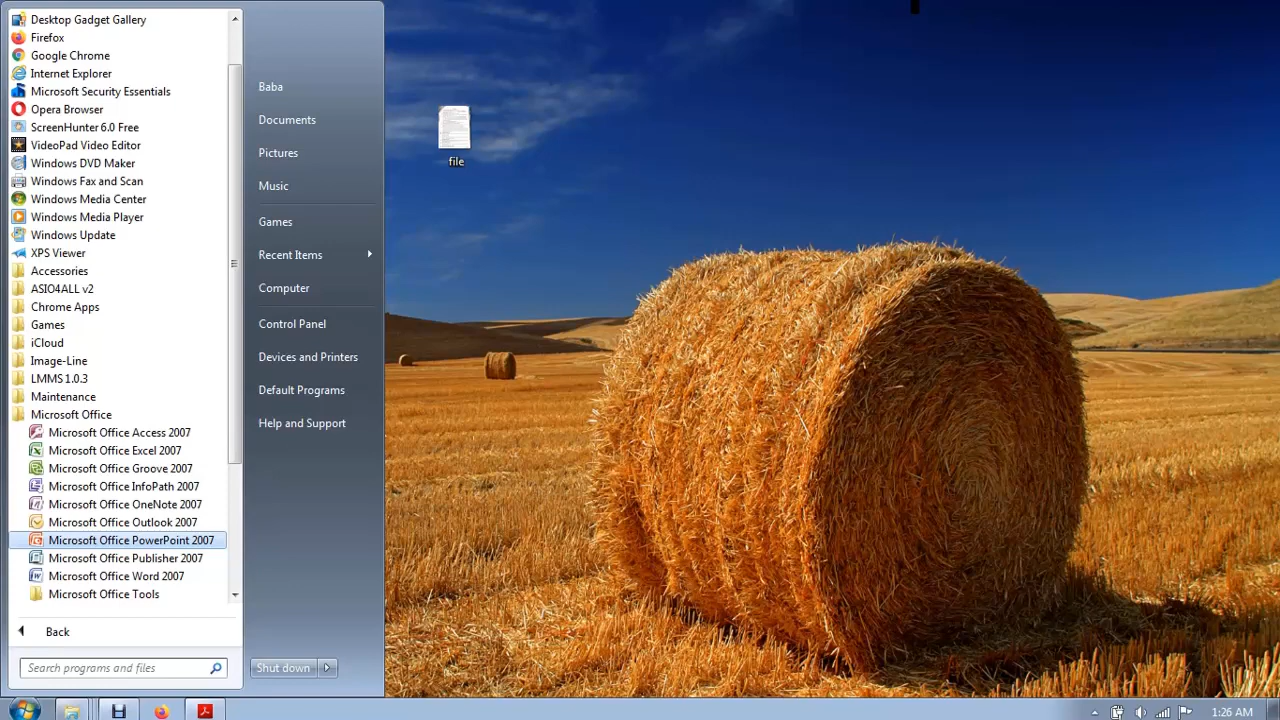 Desktop Gadget Gallery
Firefox
Google Chrome
Internet Explorer
Microsoft Security Essentials
Opera Browser
ScreenHunter 6.0 Free
VideoPad Video Editor
Windows DVD Maker
Windows Fax and Scan
Windows Media Center
Windows Media Player
Windows Update
XPS Viewer
Accessories
ASIO4ALL v2
Chrome Apps
Games
iCloud
Image-Line
LMMS 1.0.3
Maintenance
Microsoft Office
Microsoft Office Access 2007
Microsoft Office Excel 2007
Microsoft Office Groove 2007
Microsoft Office InfoPath 2007
Microsoft Office OneNote 2007
Microsoft Office Outlook 2007
Microsoft Office PowerPoint 2007
Microsoft Office Publisher 2007
Microsoft Office Word 2007
Microsoft Office Tools
Back
Search programs and files
Baba
Documents
Pictures
Music
Games
Recent Items
Computer
Control Panel
Devices and Printers
Default Programs
Help and Support
Shut down
file
1:26 AM